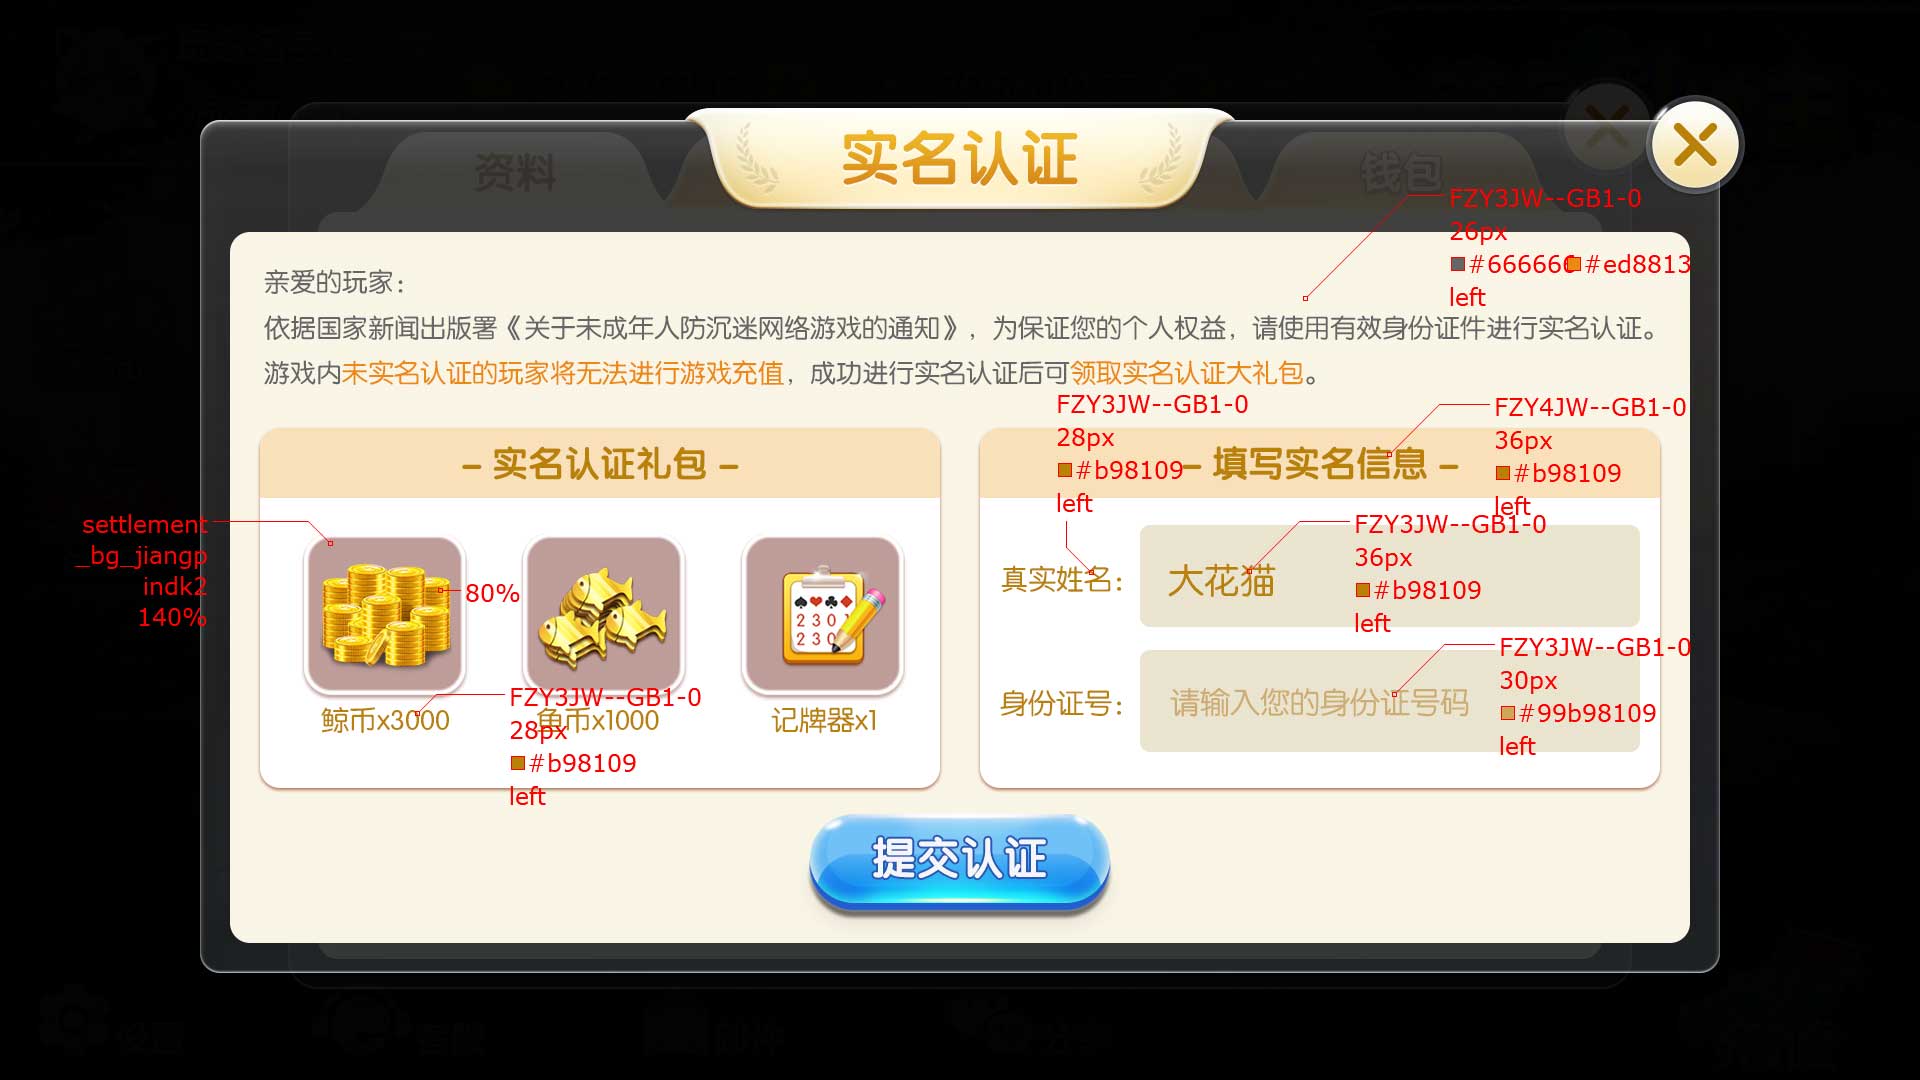 实名认证
资料
钱包
FZY3JW--GB1-0
26px
#666666 #ed8813
left
亲爱的玩家：
依据国家新闻出版署《关于未成年人防沉迷网络游戏的通知》，为保证您的个人权益，请使用有效身份证件进行实名认证。
游戏内未实名认证的玩家将无法进行游戏充值，成功进行实名认证后可领取实名认证大礼包。
FZY3JW--GB1-0
28px
#b98109
left
FZY4JW--GB1-0
36px
#b98109
left
– 实名认证礼包 –
– 填写实名信息 –
settlement
_bg_jiangp
indk2
140%
80%
2 3 0 1
2 3 0
鲸币x3000
鱼币x1000
记牌器x1
FZY3JW--GB1-0
28px
#b98109
left
真实姓名：
大花猫
FZY3JW--GB1-0
36px
#b98109
left
身份证号：
请输入您的身份证号码
FZY3JW--GB1-0
30px
#99b98109
left
提交认证